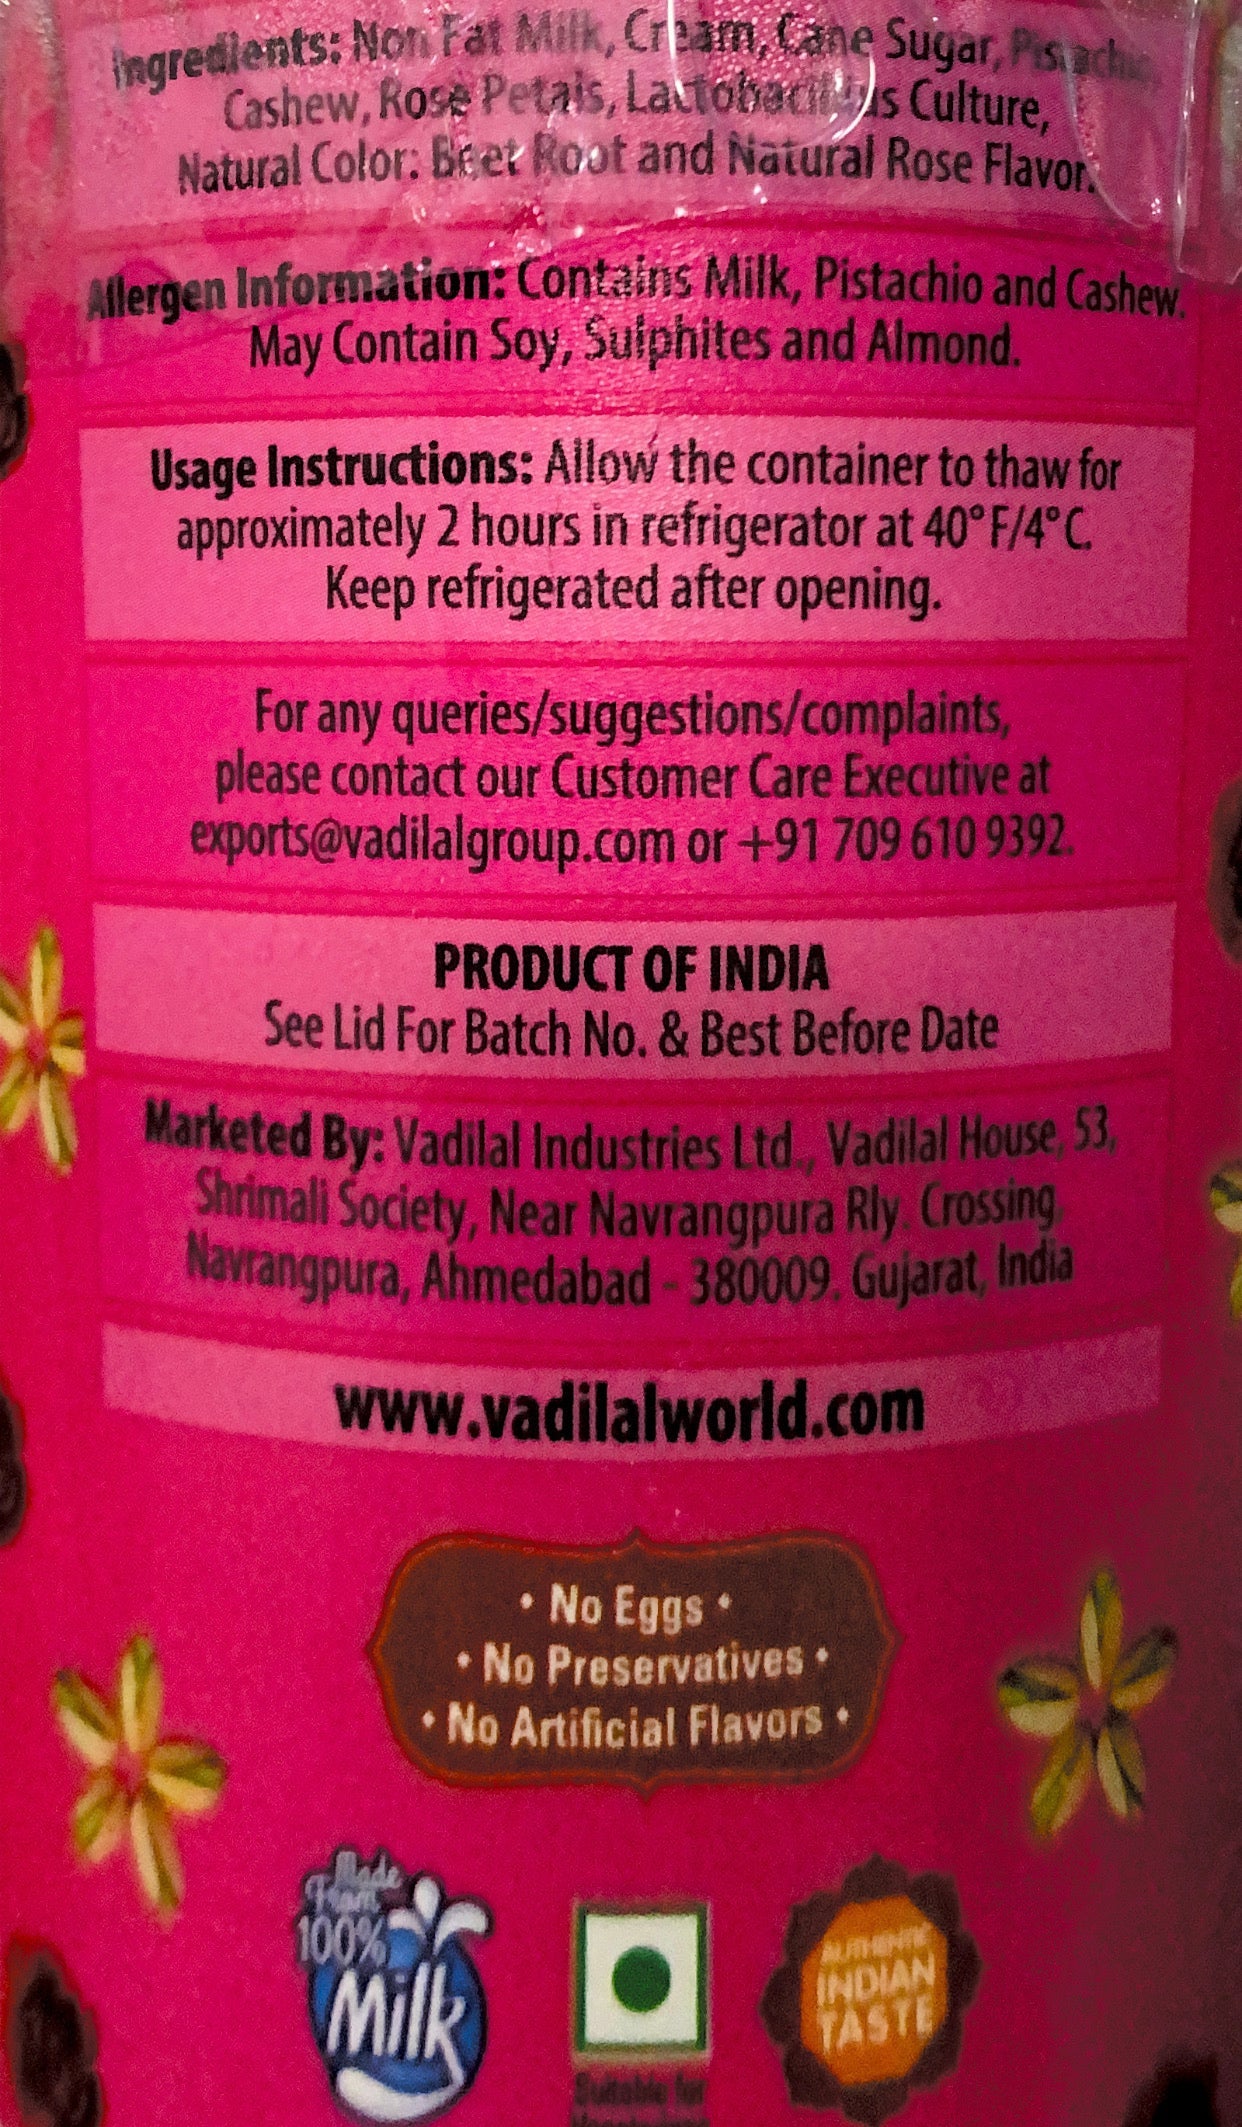 Ingredients: Non Fat Milk, Cream, Cane Sugar, Pistachio
Cashew, Rose Petals, Lactobacillus Culture,
Natural Color: Beet Root and Natural Rose Flavor.
Allergen Information: Contains Milk, Pistachio and Cashew.
May Contain Soy, Sulphites and Almond.
Usage Instructions: Allow the container to thaw for
approximately 2 hours in refrigerator at 40°F/4°C.
Keep refrigerated after opening.
For any queries/suggestions/complaints,
please contact our Customer Care Executive at
exports@vadilalgroup.com or +91 709 610 9392.
PRODUCT OF INDIA
See Lid For Batch No. & Best Before Date
Marketed By: Vadilal Industries Ltd., Vadilal House, 53,
Shrimali Society, Near Navrangpura Rly. Crossing
Navrangpura, Ahmedabad - 380009. Gujarat, India
www.vadilalworld.com
• No Eggs •
• No Preservatives •
• No Artificial Flavors •
Made
From
100%
Milk
AUTHENTIC
INDIAN
TASTE
Suitable for